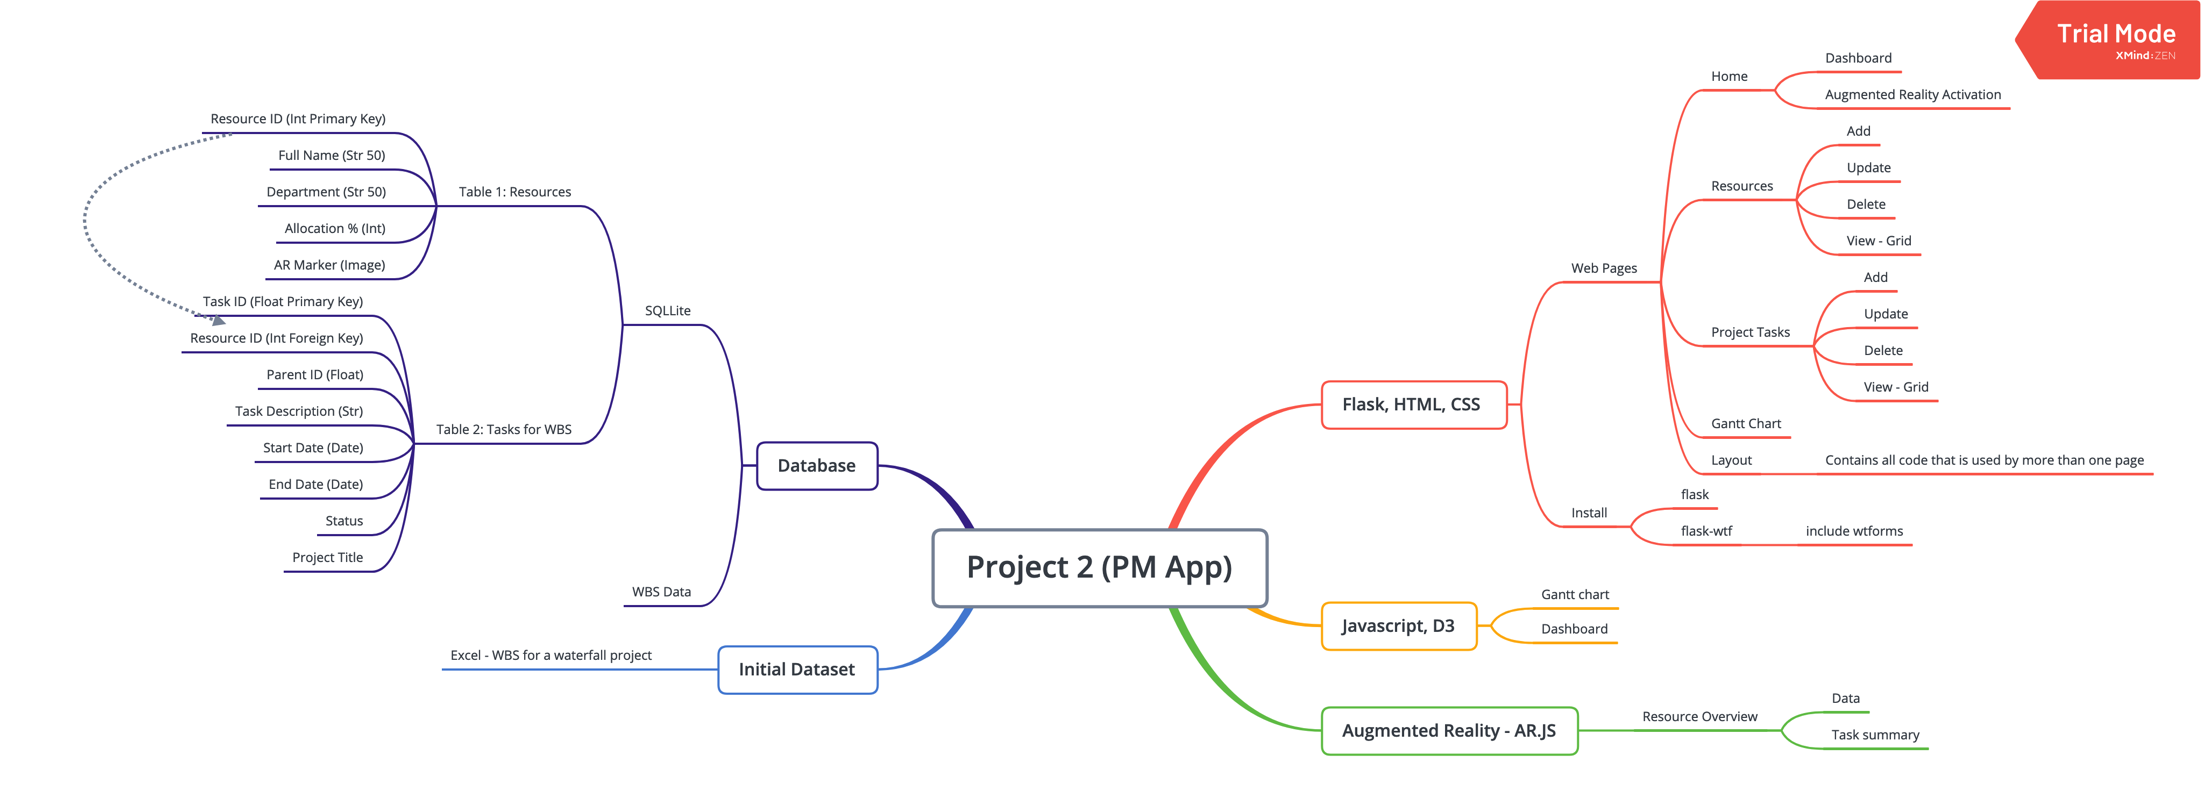 Trial Mode
XMind:ZEN
Project 2 (PM App)
Flask, HTML, CSS
Web Pages
Home
Dashboard
Augmented Reality Activation
Resources
Add
Update
Delete
View - Grid
Project Tasks
Add
Update
Delete
View - Grid
Gantt Chart
Layout
Contains all code that is used by more than one page
Install
flask
flask-wtf
include wtforms
Javascript, D3
Gantt chart
Dashboard
Augmented Reality - AR.JS
Resource Overview
Data
Task summary
Database
SQLLite
Table 1: Resources
Resource ID (Int Primary Key)
Full Name (Str 50)
Department (Str 50)
Allocation % (Int)
AR Marker (Image)
Table 2: Tasks for WBS
Task ID (Float Primary Key)
Resource ID (Int Foreign Key)
Parent ID (Float)
Task Description (Str)
Start Date (Date)
End Date (Date)
Status
Project Title
WBS Data
Initial Dataset
Excel - WBS for a waterfall project